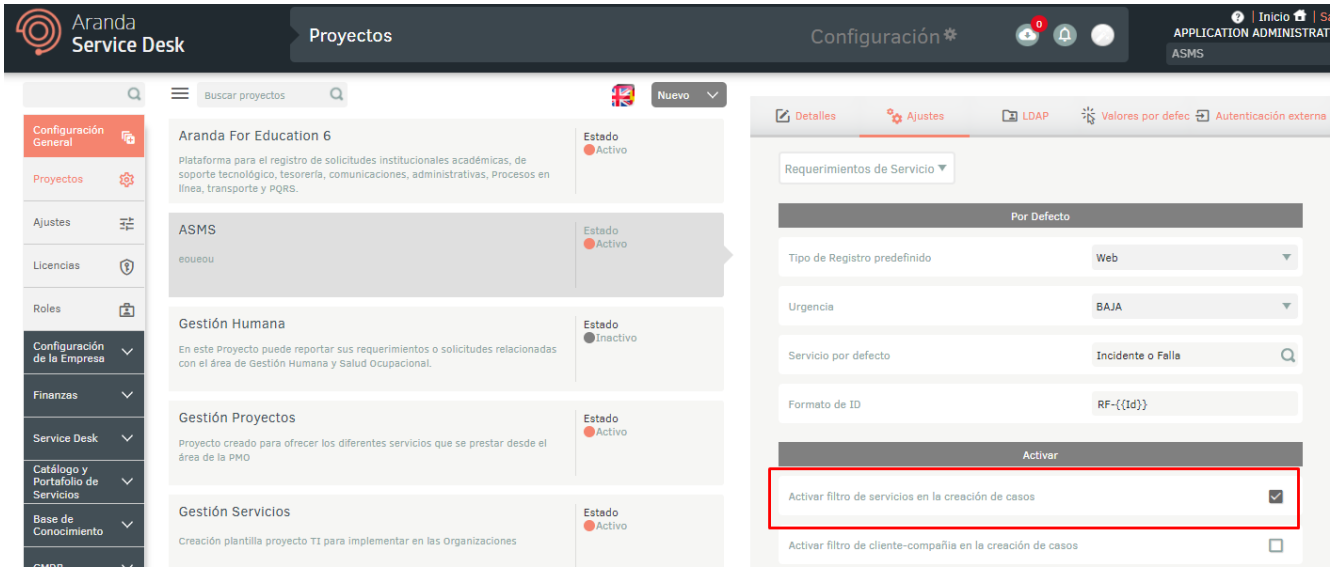 Aranda
Service Desk
Proyectos
Configuración
0
Inicio
APPLICATION ADMINISTRAT
ASMS
Configuración
General
Proyectos
Ajustes
Licencias
Roles
Configuración
de la Empresa
Finanzas
Service Desk
Catálogo y
Portafolio de
Servicios
Base de
Conocimiento
CMDB
Buscar proyectos
Nuevo
Aranda For Education 6
Plataforma para el registro de solicitudes institucionales académicas, de
soporte tecnológico, tesorería, comunicaciones, administrativas, Procesos en
línea, transporte y PQRS.
Estado
Activo
ASMS
eoueou
Estado
Activo
Gestión Humana
En este Proyecto puede reportar sus requerimientos o solicitudes relacionadas
con el área de Gestión Humana y Salud Ocupacional.
Estado
Inactivo
Gestión Proyectos
Proyecto creado para ofrecer los diferentes servicios que se prestar desde el
área de la PMO
Estado
Activo
Gestión Servicios
Creación plantilla proyecto TI para implementar en las Organizaciones
Estado
Activo
Detalles
Ajustes
LDAP
Valores por defec
Autenticación externa
Requerimientos de Servicio
Por Defecto
Tipo de Registro predefinido
Web
Urgencia
BAJA
Servicio por defecto
Incidente o Falla
Formato de ID
RF-{{Id}}
Activar
Activar filtro de servicios en la creación de casos
Activar filtro de cliente-compañia en la creación de casos